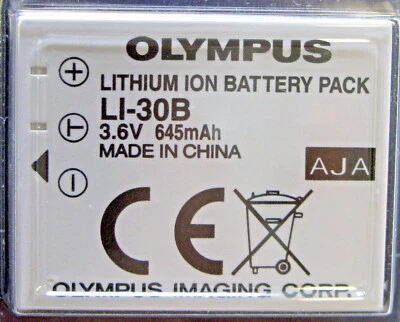 OLYMPUS
LITHIUM ION BATTERY PACK
LI-30B
3.6V 645mAh
MADE IN CHINA
+
T
−
AJA
CE
OLYMPUS IMAGING CORP.